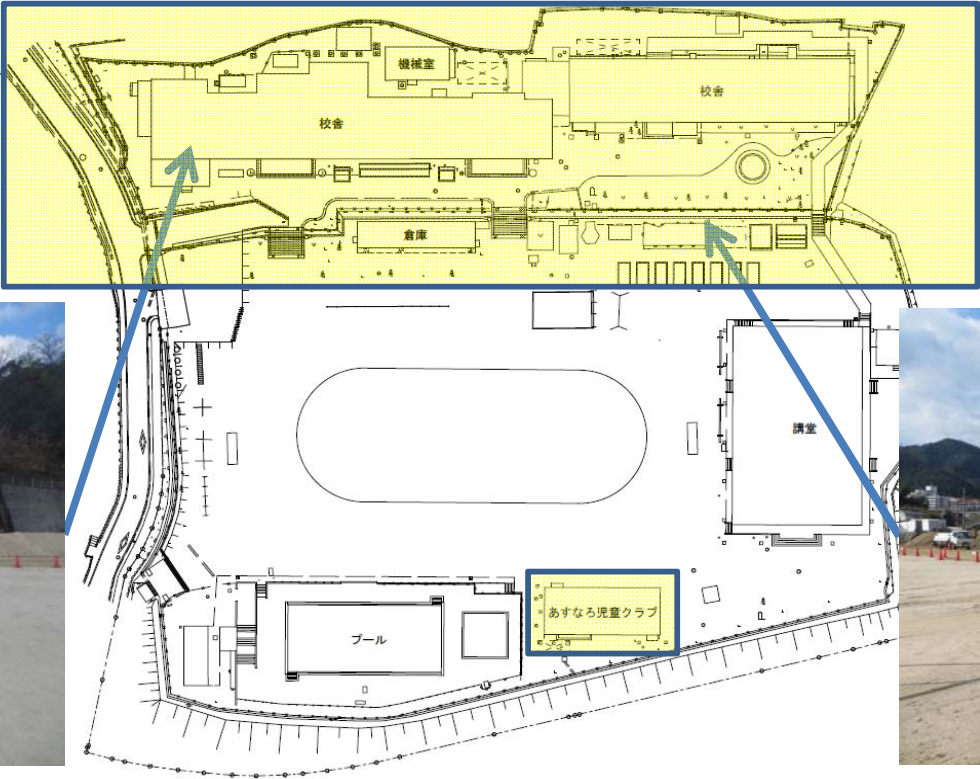 機械室
校舎
校舎
倉庫
講堂
あすなろ児童クラブ
プール